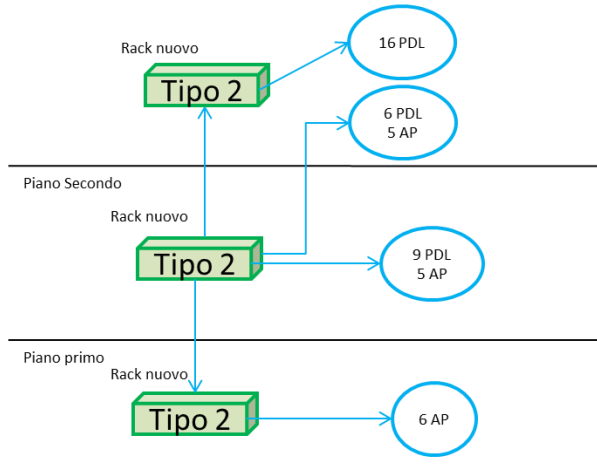 Rack nuovo
Tipo 2
16 PDL
6 PDL
5 AP
Piano Secondo
Rack nuovo
Tipo 2
9 PDL
5 AP
Piano primo
Rack nuovo
Tipo 2
6 AP